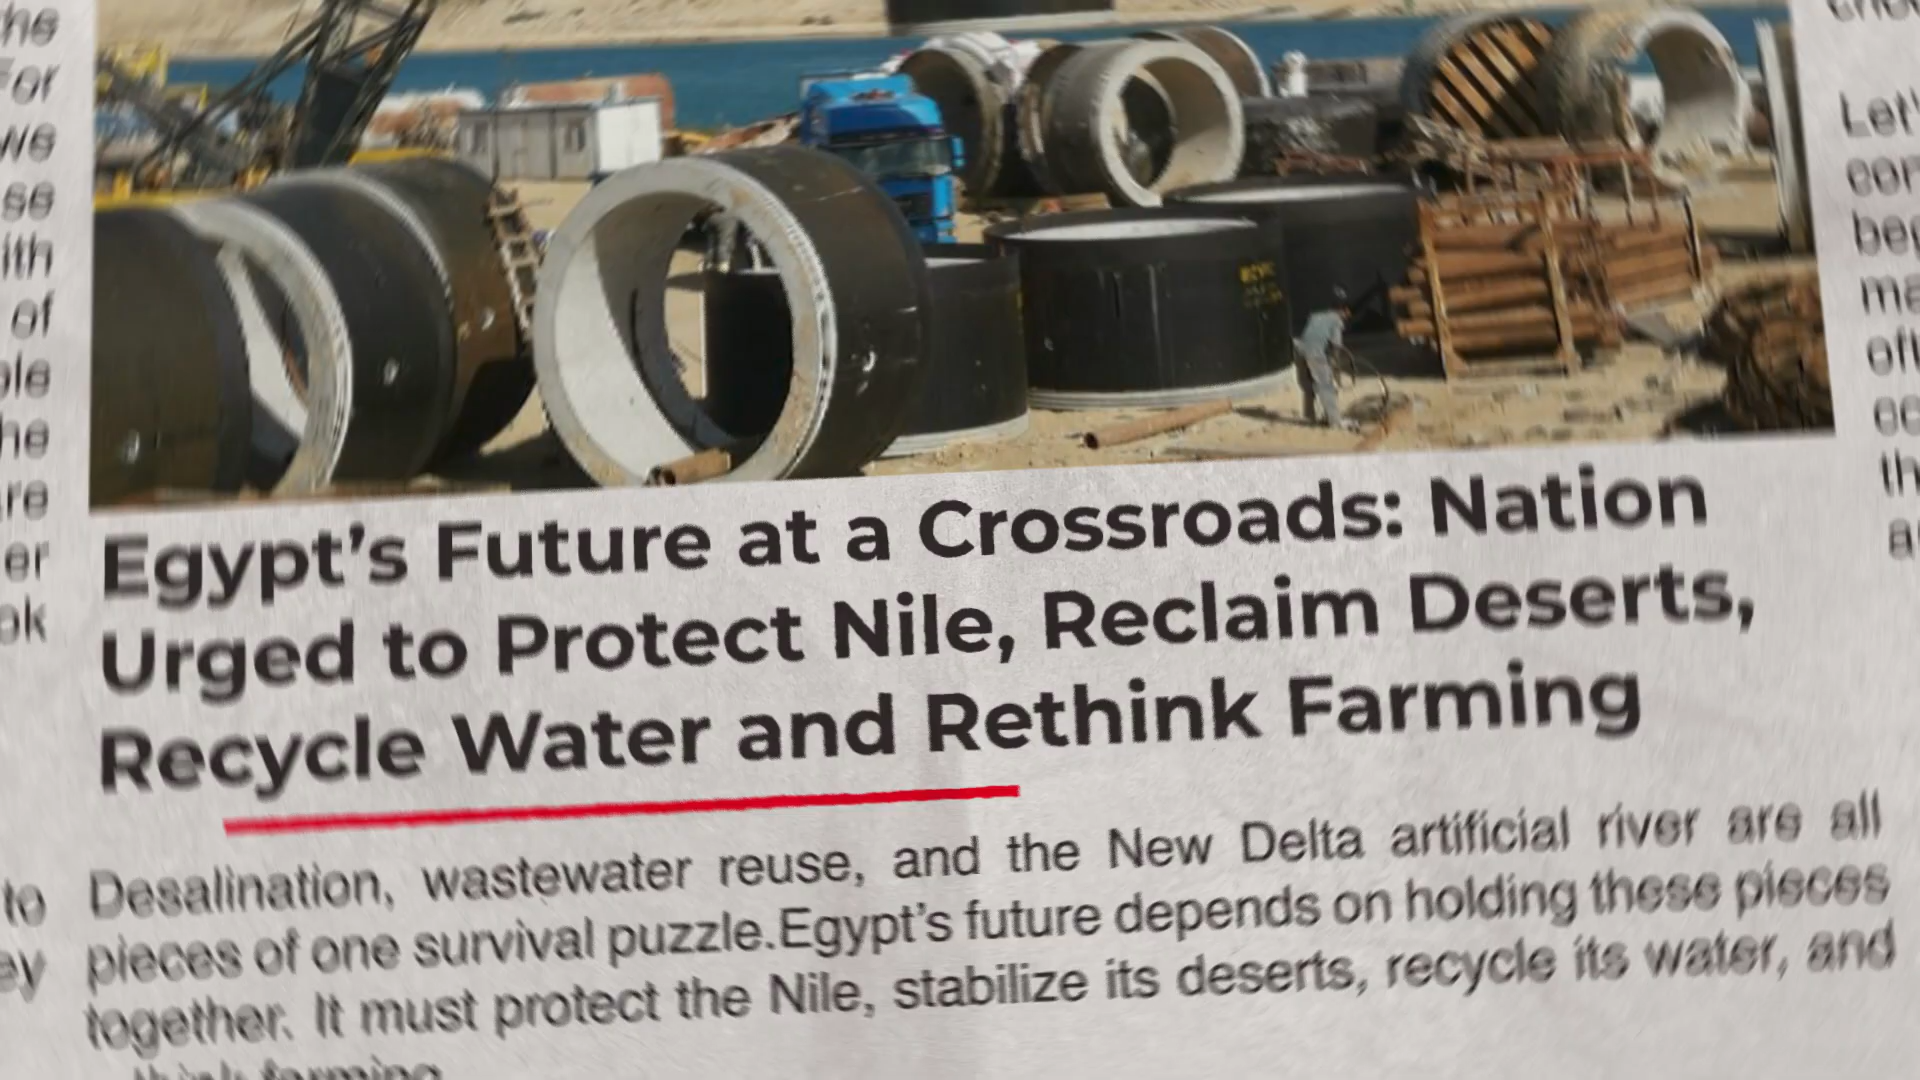 Egypt's Future at a Crossroads: Nation
Urged to Protect Nile, Reclaim Deserts,
Recycle Water and Rethink Farming
Desalination, wastewater reuse, and the New Delta artificial river are all
pieces of one survival puzzle.Egypt's future depends on holding these pieces
together. It must protect the Nile, stabilize its deserts, recycle its water, and
farming